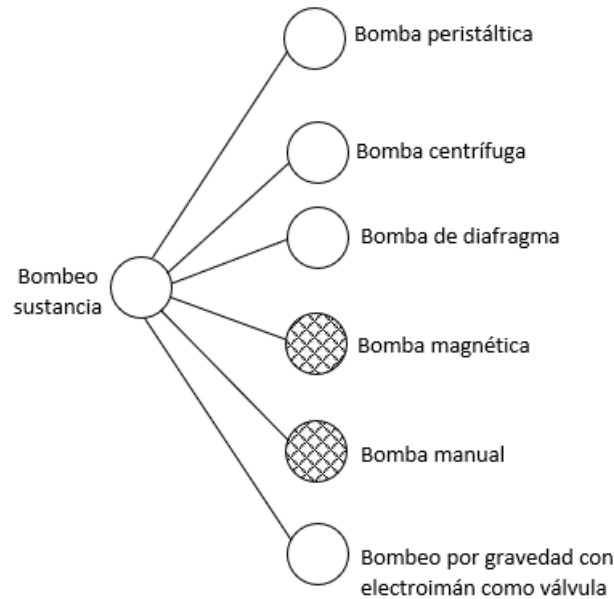 Bomba peristáltica
Bomba centrífuga
Bomba de diafragma
Bombeo
sustancia
Bomba magnética
Bomba manual
Bombeo por gravedad con
electroimán como válvula